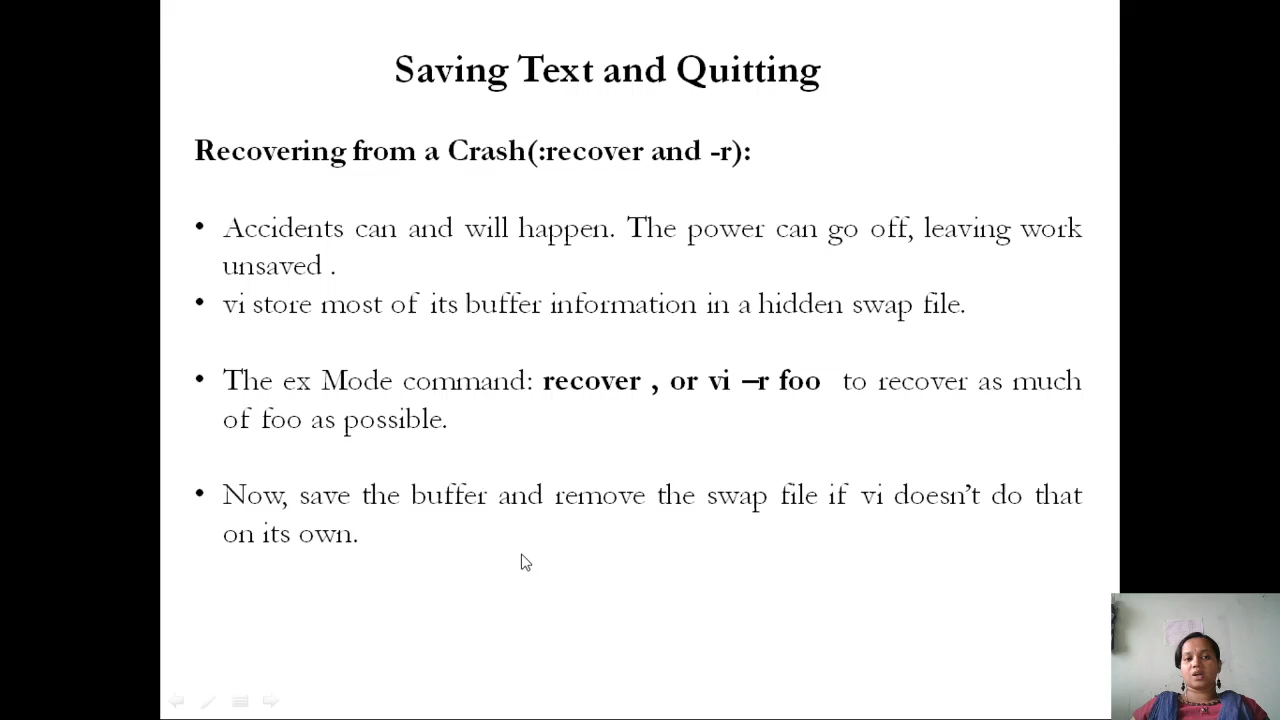 Saving Text and Quitting
Recovering from a Crash(:recover and -r):
• Accidents can and will happen. The power can go off, leaving work
unsaved .
• vi store most of its buffer information in a hidden swap file.
• The ex Mode command: recover , or vi –r foo to recover as much
of foo as possible.
• Now, save the buffer and remove the swap file if vi doesn’t do that
on its own.